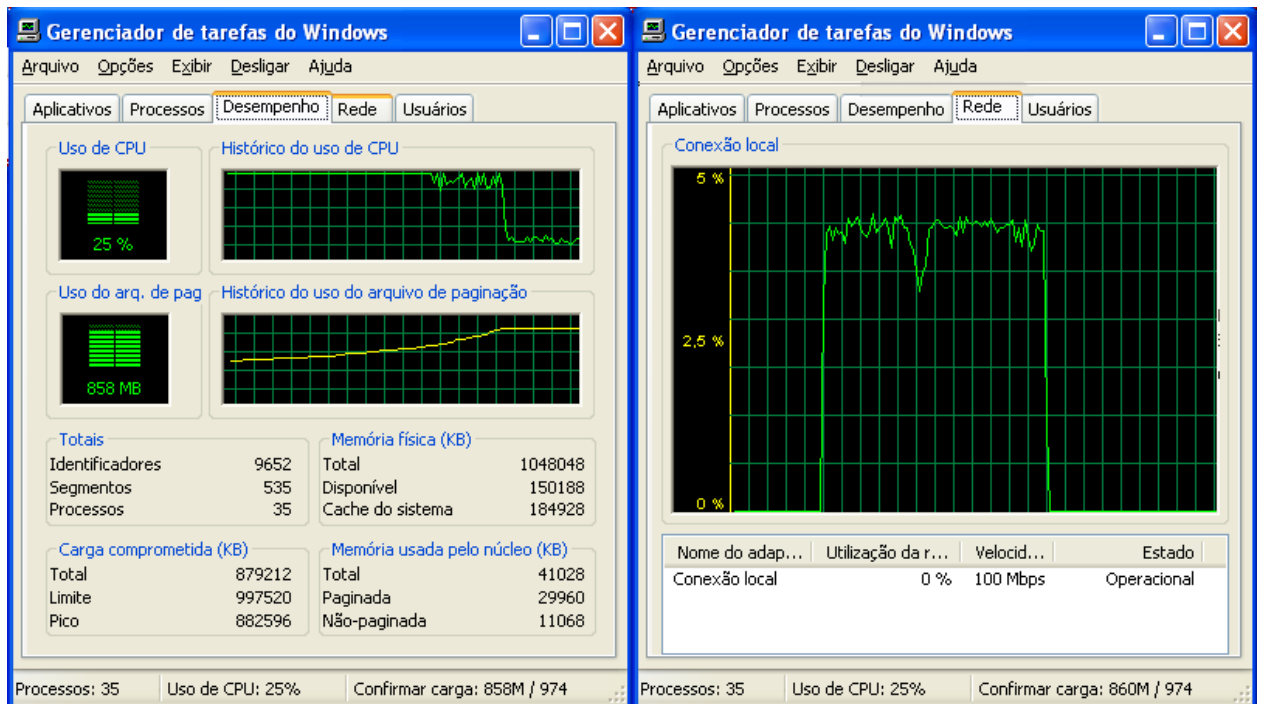 Gerenciador de tarefas do Windows
Arquivo Opções Exibir Desligar Ajuda
Aplicativos Processos Desempenho Rede Usuários
Uso de CPU
25 %
Histórico do uso de CPU
Uso do arq. de pag
858 MB
Histórico do uso do arquivo de paginação
Totais
Identificadores 9652
Segmentos 535
Processos 35
Memória física (KB)
Total 1048048
Disponível 150188
Cache do sistema 184928
Carga comprometida (KB)
Total 879212
Limite 997520
Pico 882596
Memória usada pelo núcleo (KB)
Total 41028
Paginada 29960
Não-paginada 11068
Processos: 35 Uso de CPU: 25% Confirmar carga: 858M / 974
Gerenciador de tarefas do Windows
Arquivo Opções Exibir Desligar Ajuda
Aplicativos Processos Desempenho Rede Usuários
Conexão local
5 %
2,5 %
0 %
Nome do adap... Utilização da r... Velocid... Estado
Conexão local 0 % 100 Mbps Operacional
Processos: 35 Uso de CPU: 25% Confirmar carga: 860M / 974